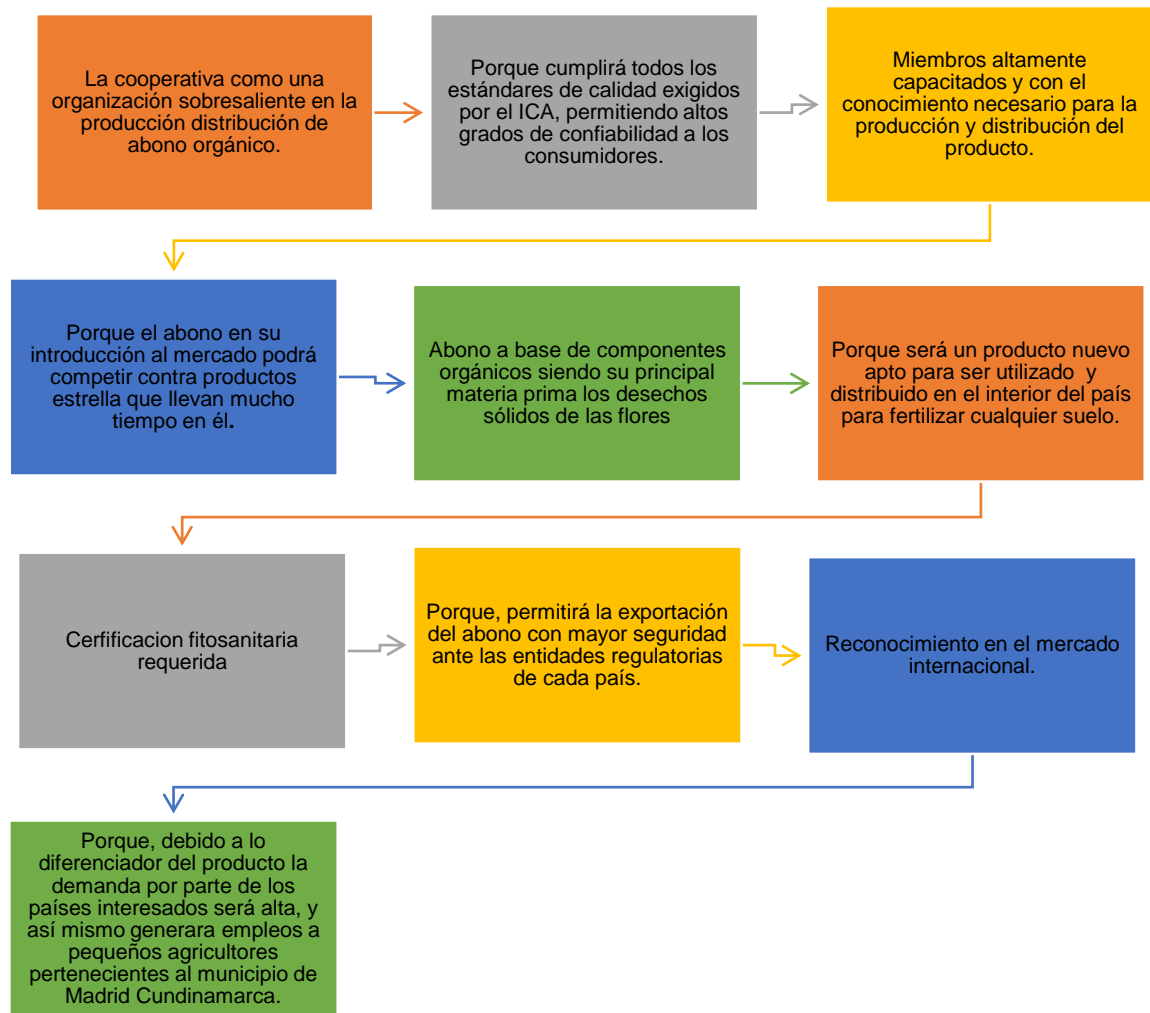 La cooperativa como una
organización sobresaliente en la
producción distribución de
abono orgánico.
Porque cumplirá todos los
estándares de calidad exigidos
por el ICA, permitiendo altos
grados de confiabilidad a los
consumidores.
Miembros altamente
capacitados y con el
conocimiento necesario para la
producción y distribución del
producto.
Porque el abono en su
introducción al mercado podrá
competir contra productos
estrella que llevan mucho
tiempo en él.
Abono a base de componentes
orgánicos siendo su principal
materia prima los desechos
sólidos de las flores
Porque será un producto nuevo
apto para ser utilizado y
distribuido en el interior del país
para fertilizar cualquier suelo.
Cerfificacion fitosanitaria
requerida
Porque, permitirá la exportación
del abono con mayor seguridad
ante las entidades regulatorias
de cada país.
Reconocimiento en el mercado
internacional.
Porque, debido a lo
diferenciador del producto la
demanda por parte de los
países interesados será alta, y
así mismo generara empleos a
pequeños agricultores
pertenecientes al municipio de
Madrid Cundinamarca.